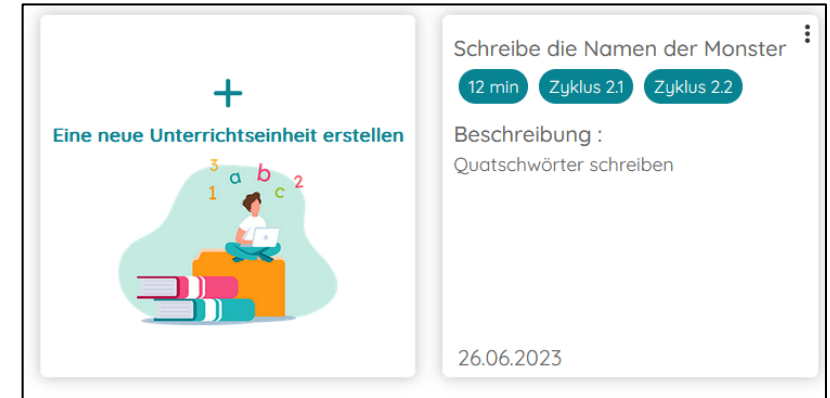 +
Eine neue Unterrichtseinheit erstellen
3
a
b
2
1
c
Schreibe die Namen der Monster
12 min Zyklus 2.1 Zyklus 2.2
Beschreibung :
Quatschwörter schreiben
26.06.2023